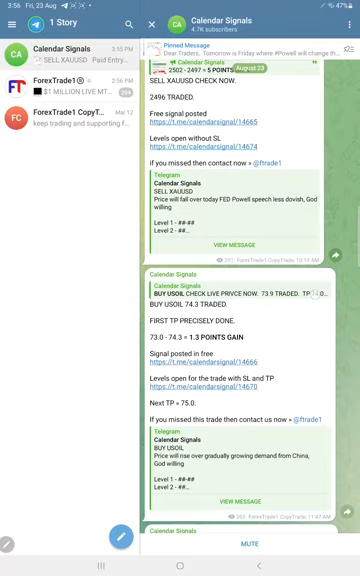 3:56 Fri, 23 Aug
47%
1 Story
Calendar Signals
4.7K subscribers
Calendar Signals
3:55 PM
SELL XAUUSD Paid Entry...
ForexTrade1®
2:56 PM
$1 MILLION LIVE MT...
294
ForexTrade1 CopyT...
Mar 12
keep trading and supporting f...
Pinned Message
Dear Traders, Tomorrow is Friday where #Powell will change th...
August 23
2502 - 2497 = 5 POINTS
SELL XAUUSD CHECK NOW.
2496 TRADED.
Free signal posted
https://t.me/calendarsignal/14665
Levels open without SL
https://t.me/calendarsignal/14674
if you missed then contact now > @ftrade1
Telegram
Calendar Signals
SELL XAUUSD
Price will fall over today FED Powell speech less dovish, God willing
Level 1 - ##-##
Level 2 - ##...
VIEW MESSAGE
ForexTrade1 CopyTrade, 10:19 AM
Calendar Signals
Calendar Signals
BUY USOIL CHECK LIVE PRIVCE NOW. 73.9 TRADED. TP
BUY USOIL 74.3 TRADED.
FIRST TP PRECISELY DONE.
73.0 - 74.3 = 1.3 POINTS GAIN
Signal posted in free
https://t.me/calendarsignal/14666
Levels open for the trade with SL and TP
https://t.me/calendarsignal/14670
Next TP = 75.0.
If you missed this trade then contact us now > @ftrade1
Telegram
Calendar Signals
BUY USOIL
Price will rise over gradually growing demand from China, God willing
Level 1 - ##-##
Level 2 - ##...
VIEW MESSAGE
263 ForexTrade1 CopyTrade, 11:47 AM
Calendar Signals
MUTE